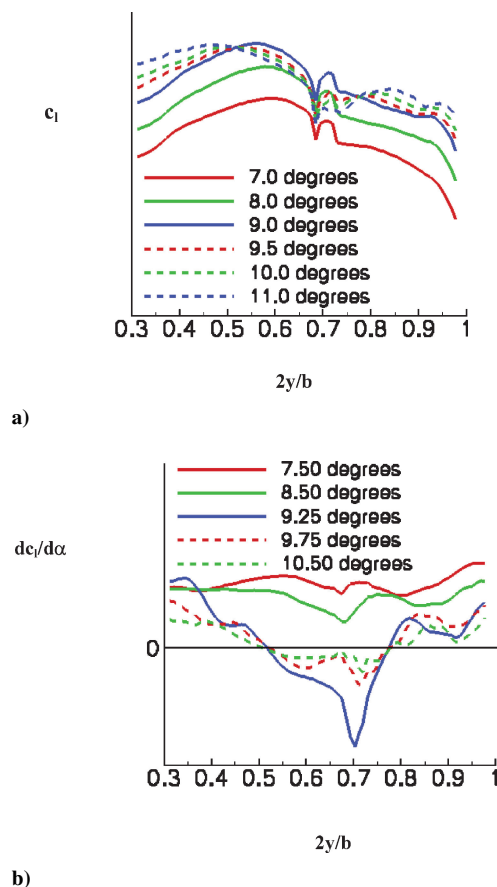 c_l
7.0 degrees
8.0 degrees
9.0 degrees
9.5 degrees
10.0 degrees
11.0 degrees
0.3 0.4 0.5 0.6 0.7 0.8 0.9 1
2y/b
a)
7.50 degrees
8.50 degrees
9.25 degrees
9.75 degrees
10.50 degrees
dc_l/dα
0
0.3 0.4 0.5 0.6 0.7 0.8 0.9 1
2y/b
b)